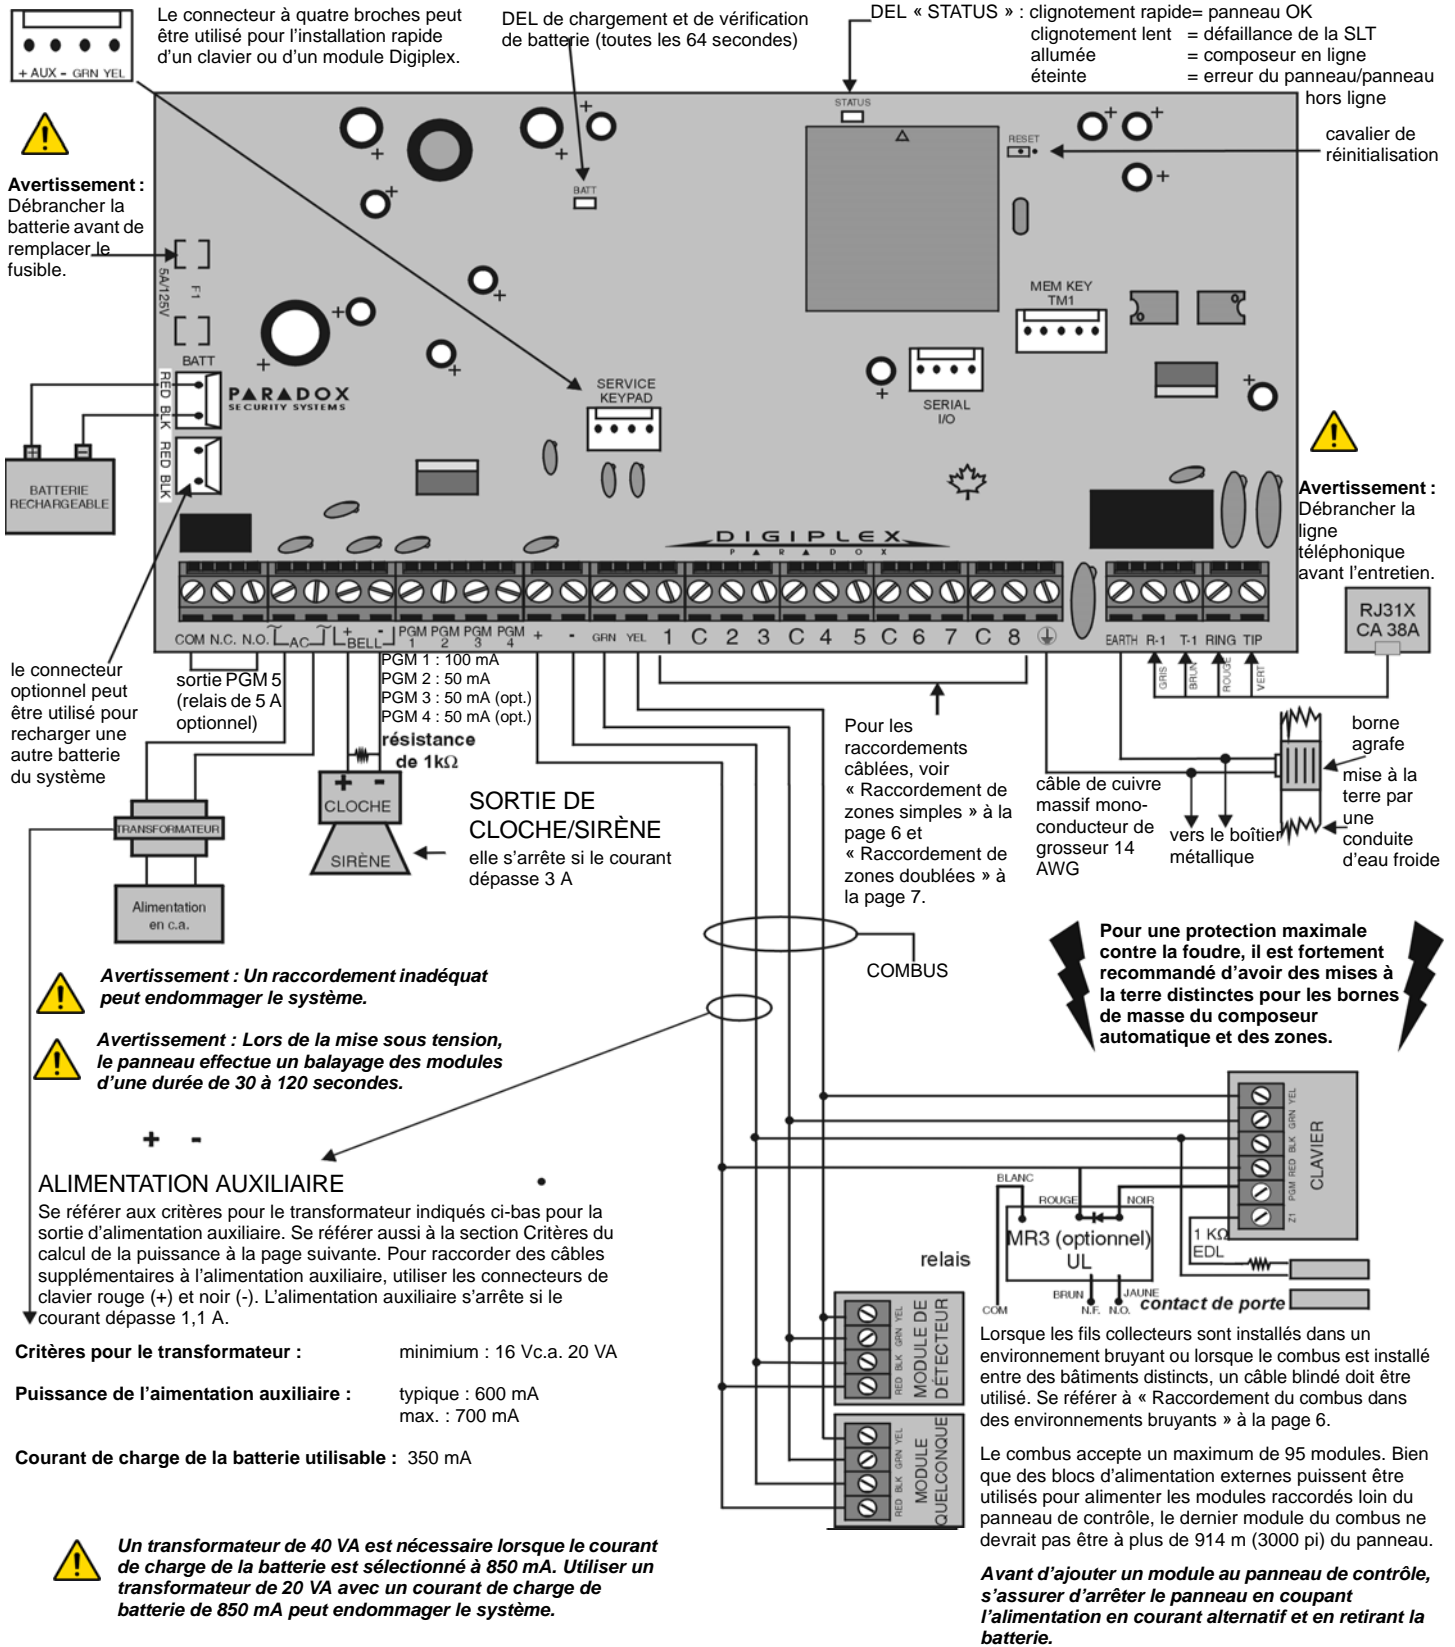 + AUX - GRN YEL
Le connecteur à quatre broches peut
être utilisé pour l'installation rapide
d'un clavier ou d'un module Digiplex.
DEL de chargement et de vérification
de batterie (toutes les 64 secondes)
DEL « STATUS » : clignotement rapide= panneau OK
clignotement lent = défaillance de la SLT
allumée = composeur en ligne
éteinte = erreur du panneau/panneau
hors ligne
cavalier de
réinitialisation
Avertissement :
Débrancher la
batterie avant de
remplacer le
fusible.
STATUS
RESET
BATT
5A/125V
F1
BATT
RED BLK
RED BLK
PARADOX
SECURITY SYSTEMS
SERVICE
KEYPAD
MEM KEY
TM1
SERIAL
I/O
BATTERIE
RECHARGEABLE
Avertissement :
Débrancher la
ligne
téléphonique
avant l'entretien.
DIGIPLEX
PARADOX
RJ31X
CA 38A
COM N.C. N.O. AC + BELL - PGM 1 PGM 2 PGM 3 PGM 4 + - GRN YEL 1 C 2 3 C 4 5 C 6 7 C 8 EARTH R-1 T-1 RING TIP
GRIS
BRUN
ROUGE
VERT
le connecteur
optionnel peut
être utilisé pour
recharger une
autre batterie
du système
sortie PGM 5
(relais de 5 A
optionnel)
PGM 1 : 100 mA
PGM 2 : 50 mA
PGM 3 : 50 mA (opt.)
PGM 4 : 50 mA (opt.)
résistance
de 1kΩ
+ -
CLOCHE
SIRÈNE
SORTIE DE
CLOCHE/SIRÈNE
elle s'arrête si le courant
dépasse 3 A
TRANSFORMATEUR
Alimentation
en c.a.
Pour les
raccordements
câblées, voir
« Raccordement de
zones simples » à la
page 6 et
« Raccordement de
zones doublées » à
la page 7.
câble de cuivre
massif mono-
conducteur de
grosseur 14
AWG
vers le boîtier
métallique
borne
agrafe
mise à la
terre par
une
conduite
d'eau froide
COMBUS
Avertissement : Un raccordement inadéquat
peut endommager le système.
Avertissement : Lors de la mise sous tension,
le panneau effectue un balayage des modules
d'une durée de 30 à 120 secondes.
Pour une protection maximale
contre la foudre, il est fortement
recommandé d'avoir des mises à
la terre distinctes pour les bornes
de masse du composeur
automatique et des zones.
+ -
ALIMENTATION AUXILIAIRE
Se référer aux critères pour le transformateur indiqués ci-bas pour la
sortie d'alimentation auxiliaire. Se référer aussi à la section Critères du
calcul de la puissance à la page suivante. Pour raccorder des câbles
supplémentaires à l'alimentation auxiliaire, utiliser les connecteurs de
clavier rouge (+) et noir (-). L'alimentation auxiliaire s'arrête si le
courant dépasse 1,1 A.
Critères pour le transformateur : minimium : 16 Vc.a. 20 VA
Puissance de l'aimentation auxiliaire : typique : 600 mA
max. : 700 mA
Courant de charge de la batterie utilisable : 350 mA
Un transformateur de 40 VA est nécessaire lorsque le courant
de charge de la batterie est sélectionné à 850 mA. Utiliser un
transformateur de 20 VA avec un courant de charge de
batterie de 850 mA peut endommager le système.
YEL
GRN
BLK
RED
PGM
Z1
CLAVIER
BLANC
ROUGE
NOIR
MR3 (optionnel)
UL
relais
COM
BRUN
N.F.
N.O.
JAUNE
1 KΩ
EDL
contact de porte
YEL
GRN
BLK
RED
MODULE DE
DÉTECTEUR
YEL
GRN
BLK
RED
MODULE
QUELCONQUE
Lorsque les fils collecteurs sont installés dans un
environnement bruyant ou lorsque le combus est installé
entre des bâtiments distincts, un câble blindé doit être
utilisé. Se référer à « Raccordement du combus dans
des environnements bruyants » à la page 6.
Le combus accepte un maximum de 95 modules. Bien
que des blocs d'alimentation externes puissent être
utilisés pour alimenter les modules raccordés loin du
panneau de contrôle, le dernier module du combus ne
devrait pas être à plus de 914 m (3000 pi) du panneau.
Avant d'ajouter un module au panneau de contrôle,
s'assurer d'arrêter le panneau en coupant
l'alimentation en courant alternatif et en retirant la
batterie.